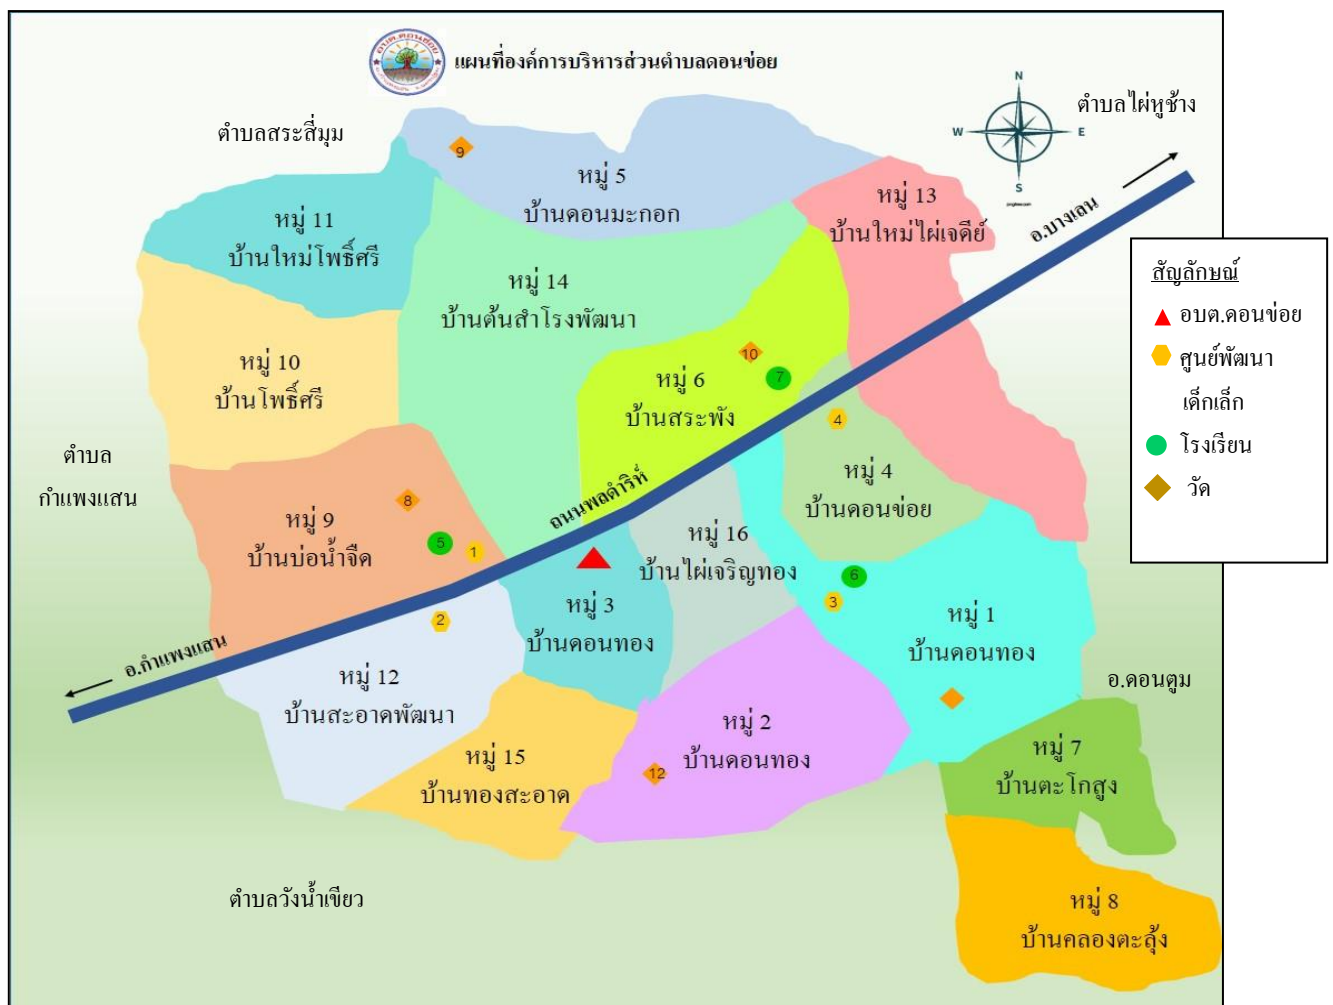 แผนที่องค์การบริหารส่วนตำบลดอนข่อย
N
W
E
S
ตำบลไผ่หูช้าง
ตำบลสระสี่มุม
9
หมู่ 5
บ้านดอนมะกอก
หมู่ 13
บ้านใหม่ไผ่เจดีย์
อ.บางเลน
หมู่ 11
บ้านใหม่โพธิ์ศรี
หมู่ 14
บ้านต้นสำโรงพัฒนา
สัญลักษณ์
อบต.ดอนข่อย
ศูนย์พัฒนา
เด็กเล็ก
โรงเรียน
วัด
หมู่ 10
บ้านโพธิ์ศรี
10
7
หมู่ 6
บ้านสระพัง
4
หมู่ 4
บ้านดอนข่อย
ตำบล
กำแพงแสน
8
หมู่ 9
บ้านบ่อน้ำจืด
5
1
ถนนพลดำริห์
หมู่ 16
บ้านไผ่เจริญทอง
6
3
หมู่ 3
บ้านดอนทอง
หมู่ 1
บ้านดอนทอง
2
อ.กำแพงแสน
หมู่ 12
บ้านสะอาดพัฒนา
อ.ดอนตูม
หมู่ 2
บ้านดอนทอง
12
หมู่ 15
บ้านทองสะอาด
หมู่ 7
บ้านตะโกสูง
ตำบลวังน้ำเขียว
หมู่ 8
บ้านคลองตะลุ้ง